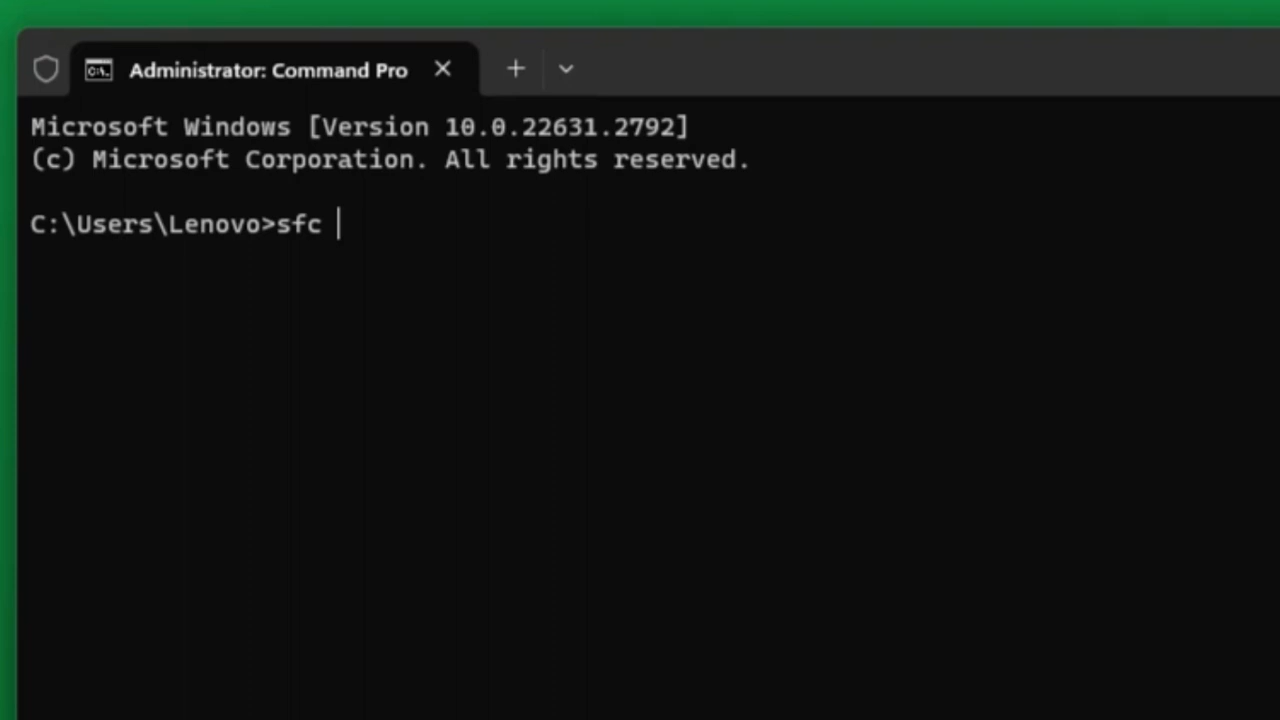 Administrator: Command Pro
Microsoft Windows [Version 10.0.22631.2792]
(c) Microsoft Corporation. All rights reserved.
C:\Users\Lenovo>sfc